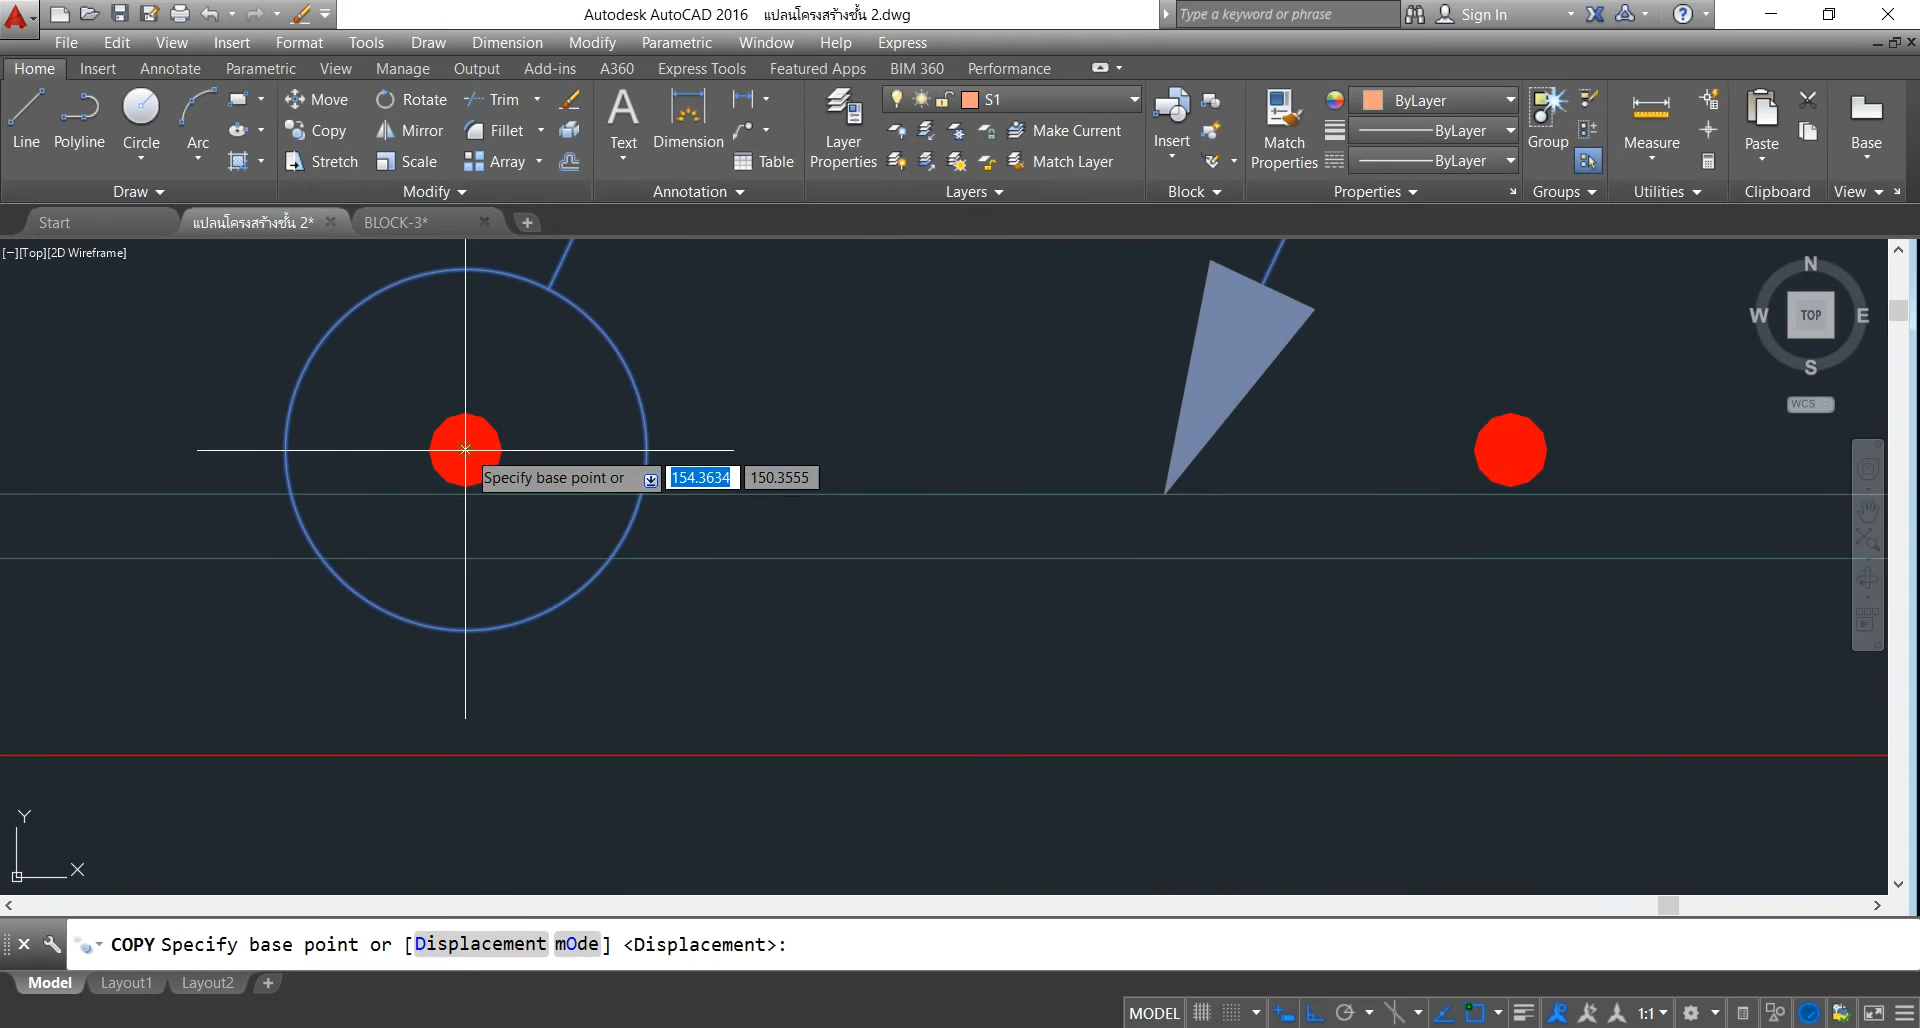 Autodesk AutoCAD 2016 แปลนโครงสร้างชั้น 2.dwg
Type a keyword or phrase
Sign In
File Edit View Insert Format Tools Draw Dimension Modify Parametric Window Help Express
Home Insert Annotate Parametric View Manage Output Add-ins A360 Express Tools Featured Apps BIM 360 Performance
Line Polyline Circle Arc
Draw
Move Rotate Trim
Copy Mirror Fillet
Stretch Scale Array
Modify
Text Dimension Table
Annotation
Layer Properties
S1
Make Current
Match Layer
Layers
Insert
Block
Match Properties
ByLayer
ByLayer
ByLayer
Properties
Group
Groups
Measure
Utilities
Paste
Clipboard
Base
View
Start แปลนโครงสร้างชั้น 2* BLOCK-3*
[−][Top][2D Wireframe]
N
W TOP E
S
WCS
Specify base point or 154.3634 150.3555
Y
X
COPY Specify base point or [Displacement mOde] <Displacement>:
Model Layout1 Layout2
MODEL 1:1